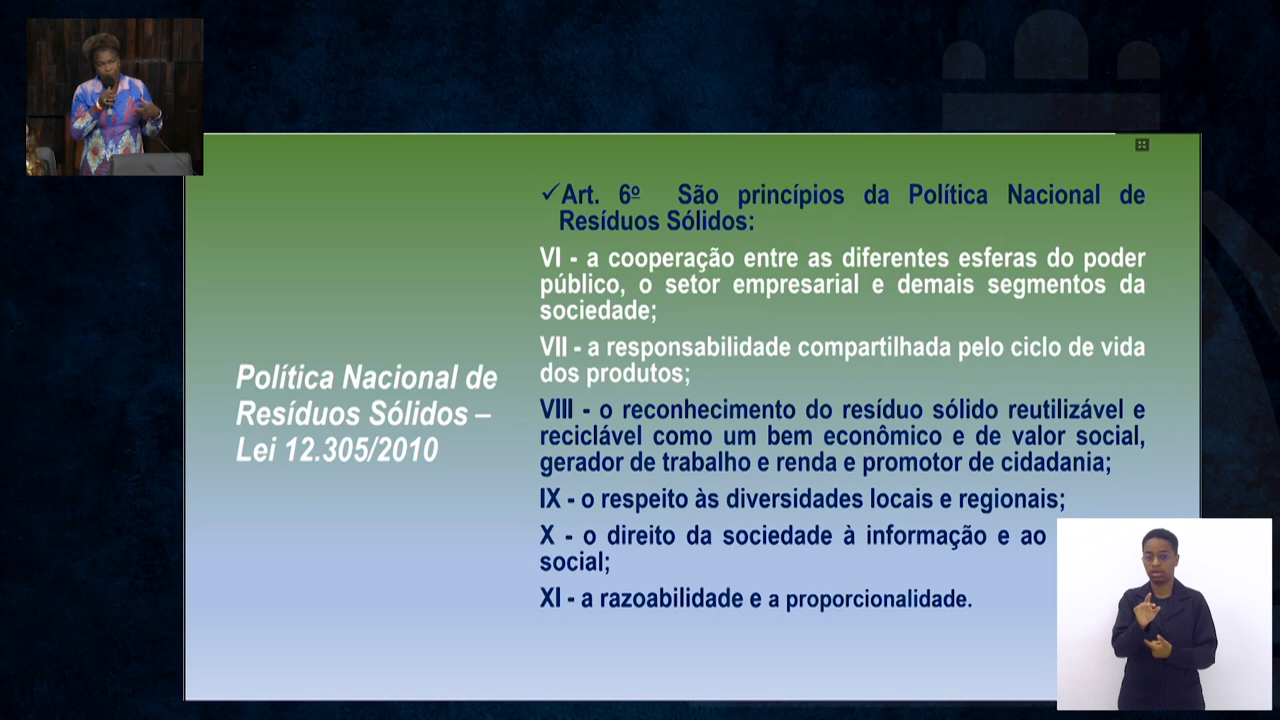 Política Nacional de
Resíduos Sólidos –
Lei 12.305/2010
✓Art. 6º São princípios da Política Nacional de
Resíduos Sólidos:
VI - a cooperação entre as diferentes esferas do poder
público, o setor empresarial e demais segmentos da
sociedade;
VII - a responsabilidade compartilhada pelo ciclo de vida
dos produtos;
VIII - o reconhecimento do resíduo sólido reutilizável e
reciclável como um bem econômico e de valor social,
gerador de trabalho e renda e promotor de cidadania;
IX - o respeito às diversidades locais e regionais;
X - o direito da sociedade à informação e ao
social;
XI - a razoabilidade e a proporcionalidade.